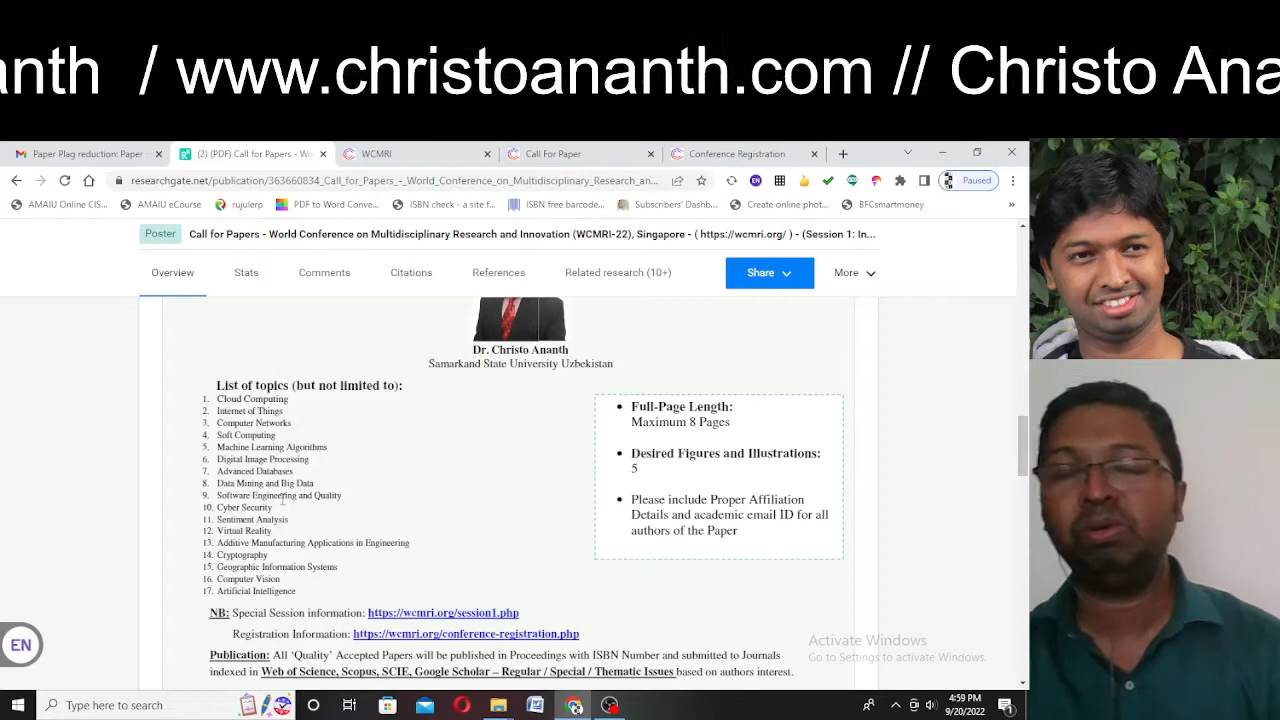 anth / www.christoananth.com // Christo Ana
Paper Plag reduction: Paper
(2) (PDF) Call for Papers - Wo
WCMRI
Call For Paper
Conference Registration
researchgate.net/publication/363660834_Call_for_Papers_-_World_Conference_on_Multidisciplinary_Research_an...
Paused
AMAIU Online CIS...
AMAIU eCourse
rujulerp
PDF to Word Conve...
ISBN check - a site f...
ISBN free barcode...
Subscribers' Dashb...
Create online phot...
BFCsmartmoney
»
Poster
Call for Papers - World Conference on Multidisciplinary Research and Innovation (WCMRI-22), Singapore - ( https://wcmri.org/ ) - (Session 1: In...
Overview
Stats
Comments
Citations
References
Related research (10+)
Share
More
Dr. Christo Ananth
Samarkand State University Uzbekistan
List of topics (but not limited to):
1. Cloud Computing
2. Internet of Things
3. Computer Networks
4. Soft Computing
5. Machine Learning Algorithms
6. Digital Image Processing
7. Advanced Databases
8. Data Mining and Big Data
9. Software Engineering and Quality
10. Cyber Security
11. Sentiment Analysis
12. Virtual Reality
13. Additive Manufacturing Applications in Engineering
14. Cryptography
15. Geographic Information Systems
16. Computer Vision
17. Artificial Intelligence
• Full-Page Length:
Maximum 8 Pages
• Desired Figures and Illustrations:
5
• Please include Proper Affiliation
Details and academic email ID for all
authors of the Paper
NB: Special Session information: https://wcmri.org/session1.php
Registration Information: https://wcmri.org/conference-registration.php
Publication: All ‘Quality’ Accepted Papers will be published in Proceedings with ISBN Number and submitted to Journals
indexed in Web of Science, Scopus, SCIE, Google Scholar – Regular / Special / Thematic Issues based on authors interest.
EN
Activate Windows
Go to Settings to activate Windows.
Type here to search
4:59 PM
9/20/2022